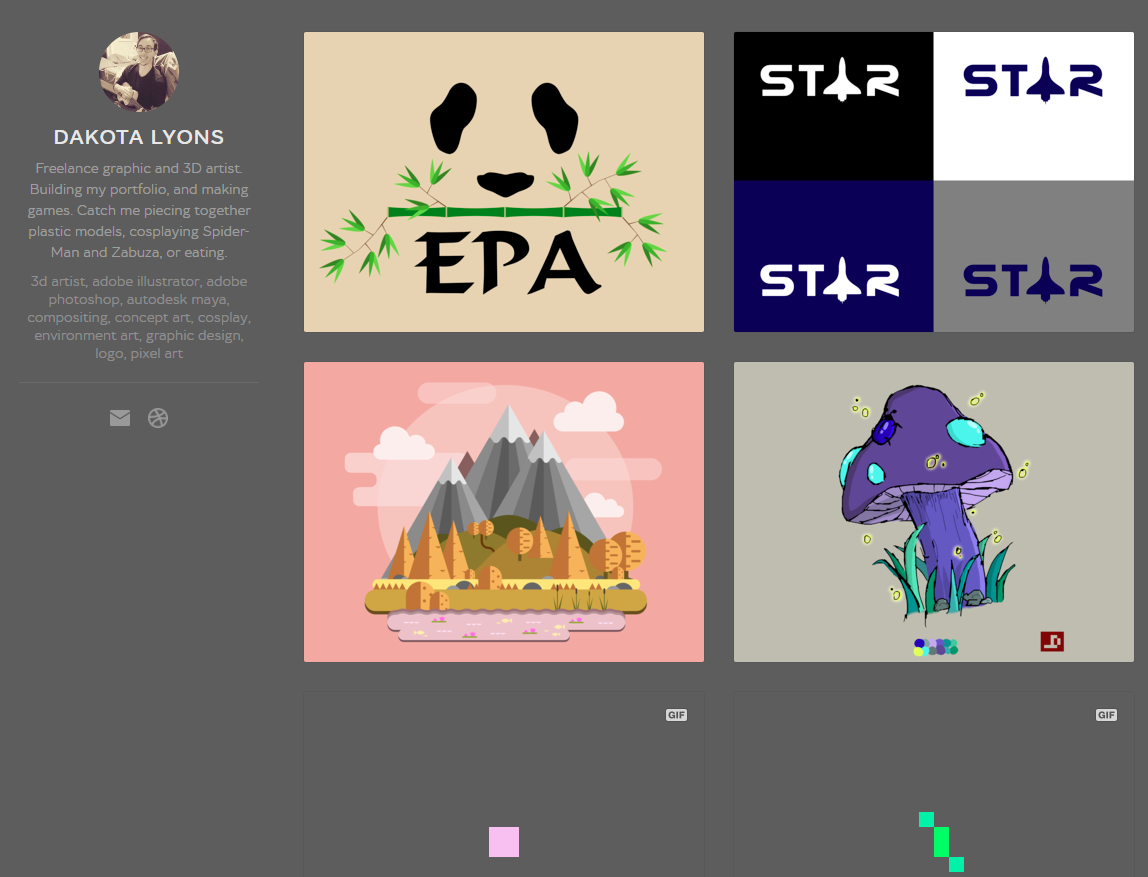 DAKOTA LYONS
Freelance graphic and 3D artist.
Building my portfolio, and making
games. Catch me piecing together
plastic models, cosplaying Spider-
Man and Zabuza, or eating.
3d artist, adobe illustrator, adobe
photoshop, autodesk maya,
compositing, concept art, cosplay,
environment art, graphic design,
logo, pixel art
EPA
STAR
STAR
STAR
STAR
GIF
GIF